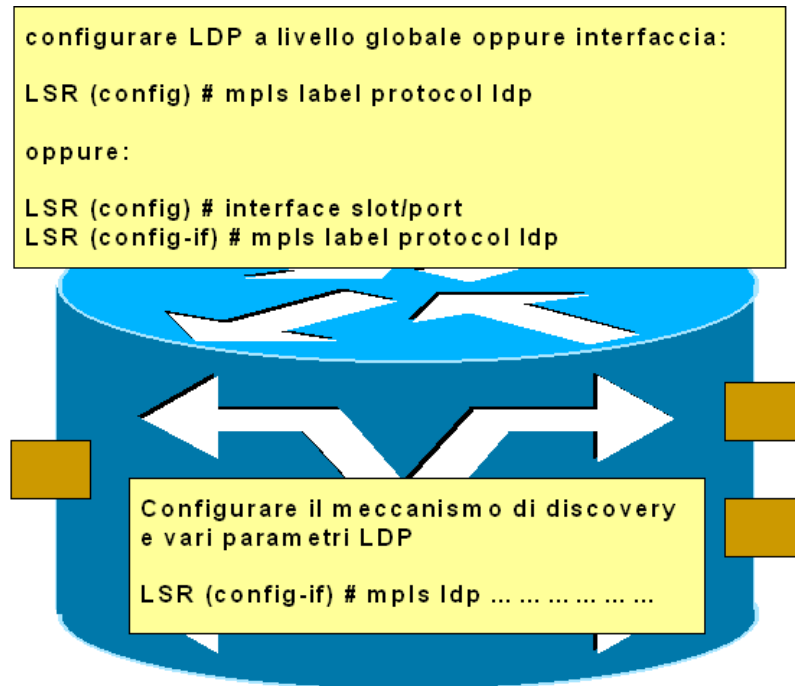 configurare LDP a livello globale oppure interfaccia:
LSR (config) # mpls label protocol ldp
oppure:
LSR (config) # interface slot/port
LSR (config-if) # mpls label protocol ldp
Configurare il meccanismo di discovery
e vari parametri LDP
LSR (config-if) # mpls ldp ... ... ... ... ... ...